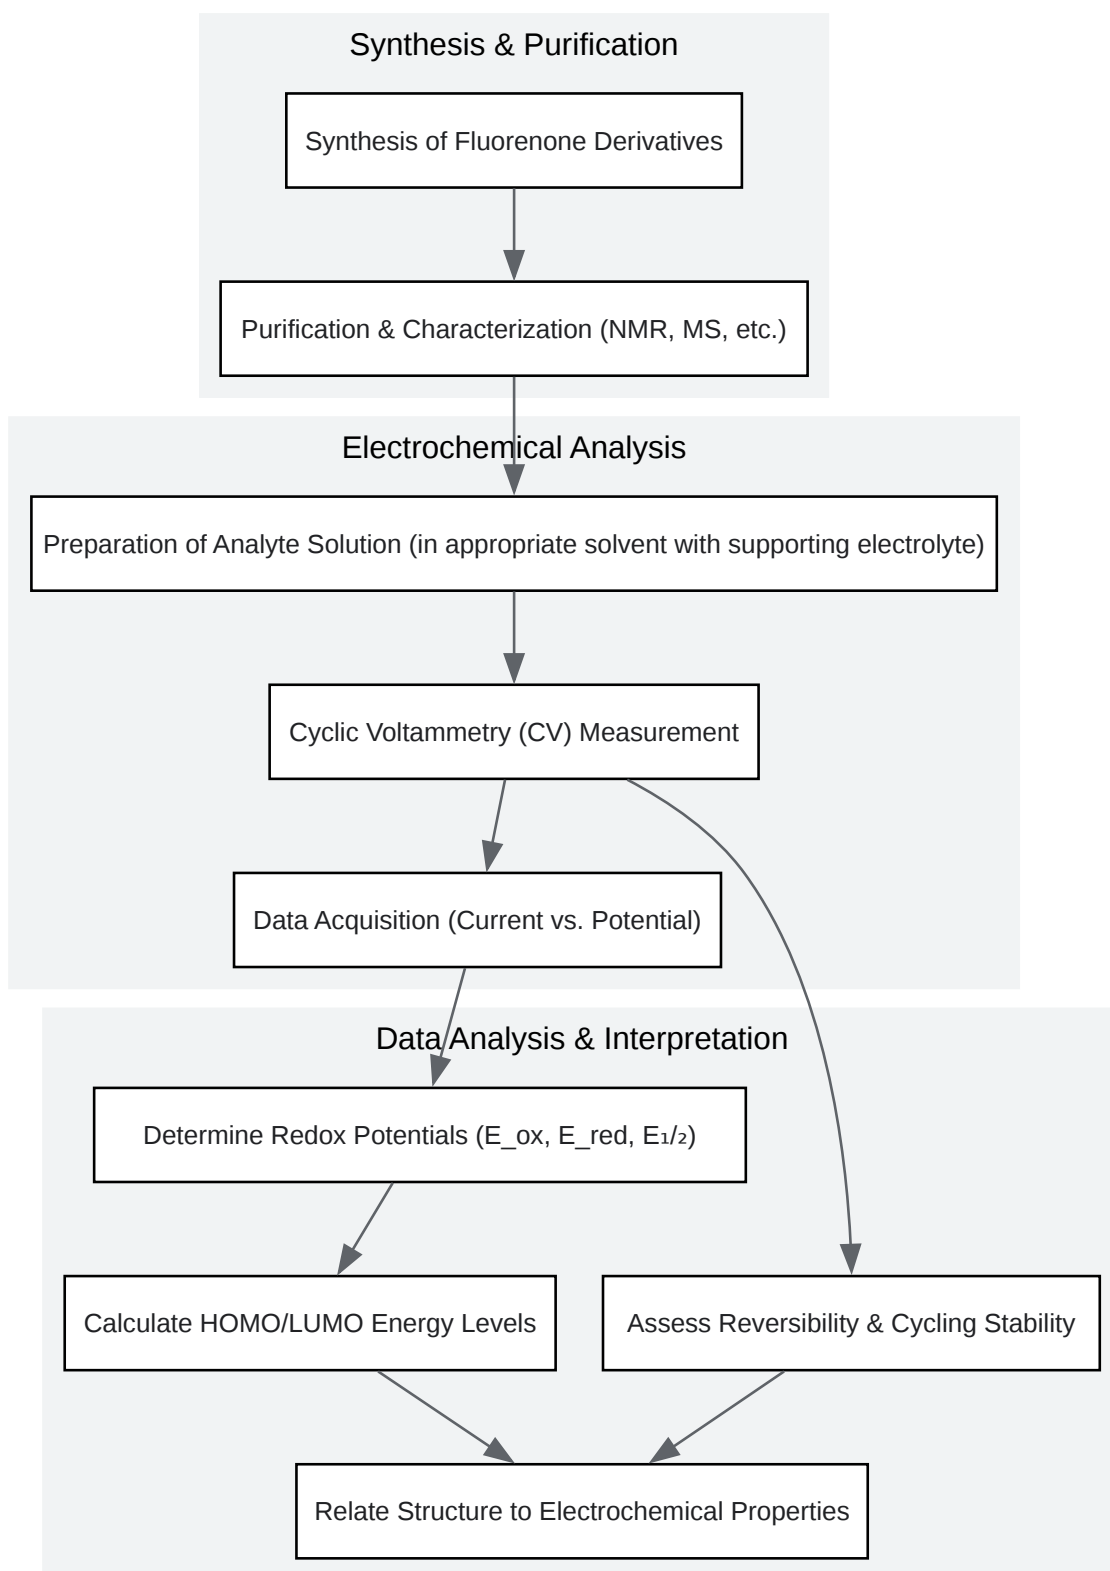 Synthesis & Purification
Synthesis of Fluorenone Derivatives
Purification & Characterization (NMR, MS, etc.)
Electrochemical Analysis
Preparation of Analyte Solution (in appropriate solvent with supporting electrolyte)
Cyclic Voltammetry (CV) Measurement
Data Acquisition (Current vs. Potential)
Data Analysis & Interpretation
Determine Redox Potentials (E_ox, E_red, E₁/₂)
Calculate HOMO/LUMO Energy Levels
Assess Reversibility & Cycling Stability
Relate Structure to Electrochemical Properties